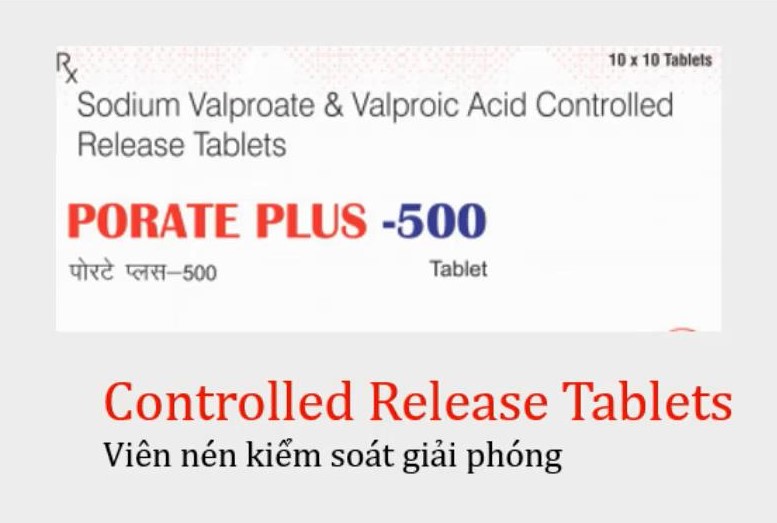 Rx
10 x 10 Tablets
Sodium Valproate & Valproic Acid Controlled
Release Tablets
PORATE PLUS -500
पोरटे प्लस–500
Tablet
Controlled Release Tablets
Viên nén kiểm soát giải phóng